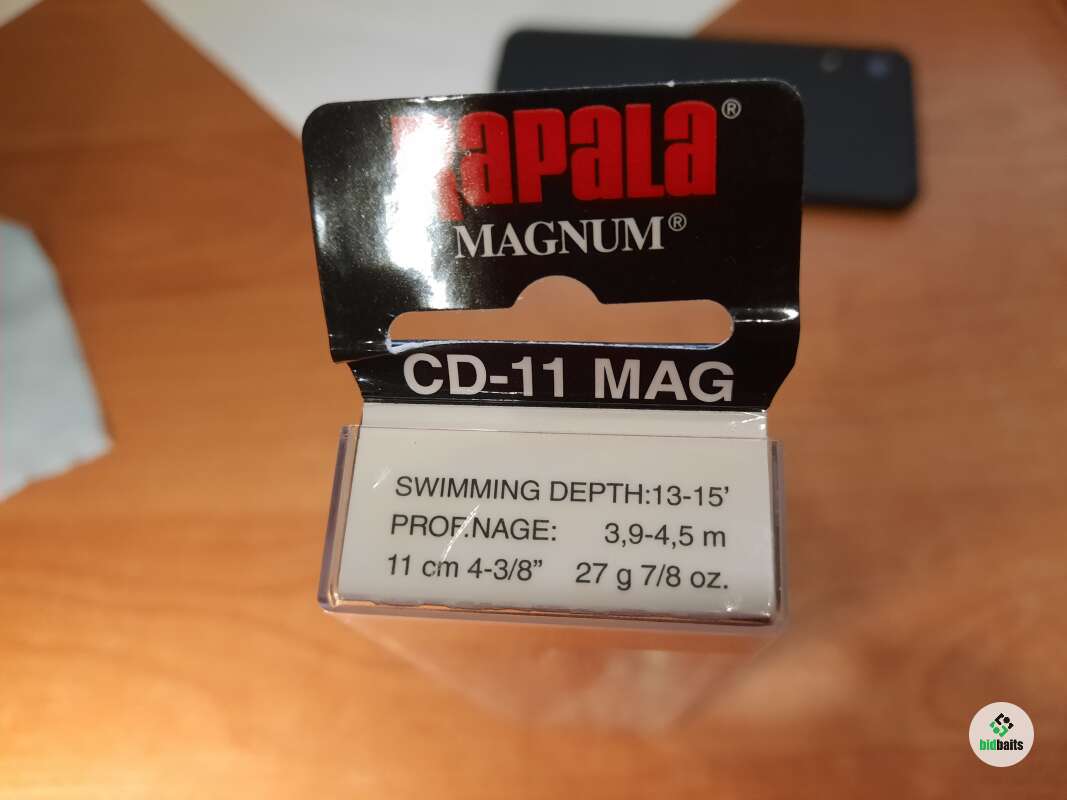 Rapala®
MAGNUM®
CD-11 MAG
SWIMMING DEPTH:13-15'
PROF.NAGE: 3,9-4,5 m
11 cm 4-3/8” 27 g 7/8 oz.
bidbaits